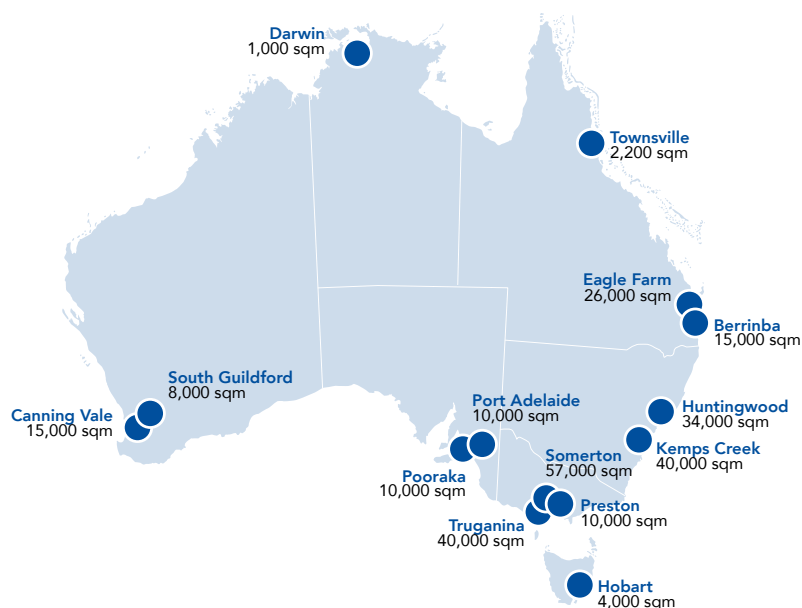 Darwin
1,000 sqm
Townsville
2,200 sqm
Eagle Farm
26,000 sqm
Berrinba
15,000 sqm
South Guildford
8,000 sqm
Canning Vale
15,000 sqm
Port Adelaide
10,000 sqm
Huntingwood
34,000 sqm
Kemps Creek
40,000 sqm
Somerton
57,000 sqm
Pooraka
10,000 sqm
Preston
10,000 sqm
Truganina
40,000 sqm
Hobart
4,000 sqm